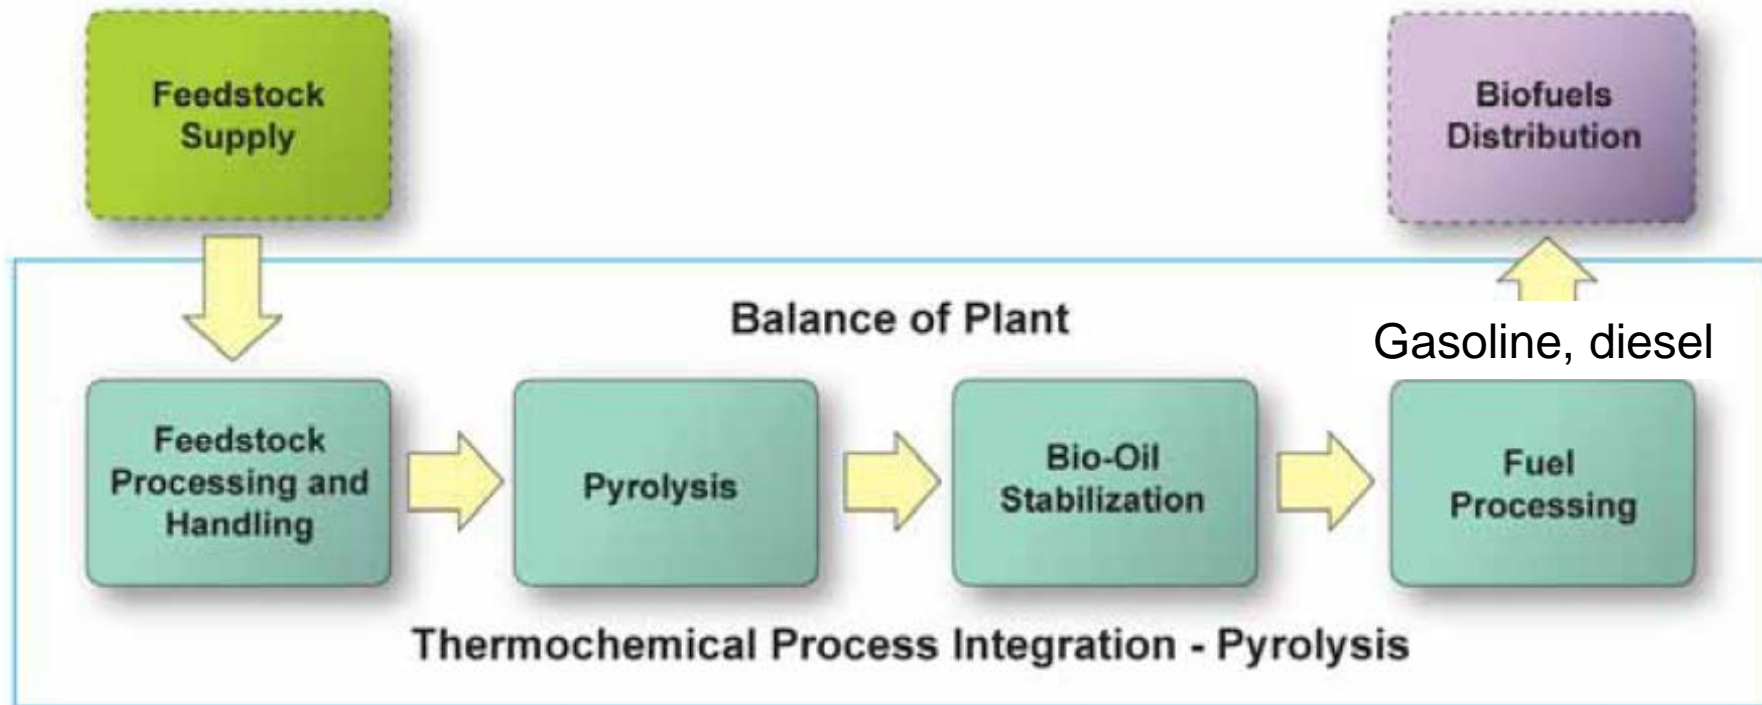 Feedstock
Supply
Biofuels
Distribution
Balance of Plant
Gasoline, diesel
Feedstock
Processing and
Handling
Pyrolysis
Bio-Oil
Stabilization
Fuel
Processing
Thermochemical Process Integration - Pyrolysis